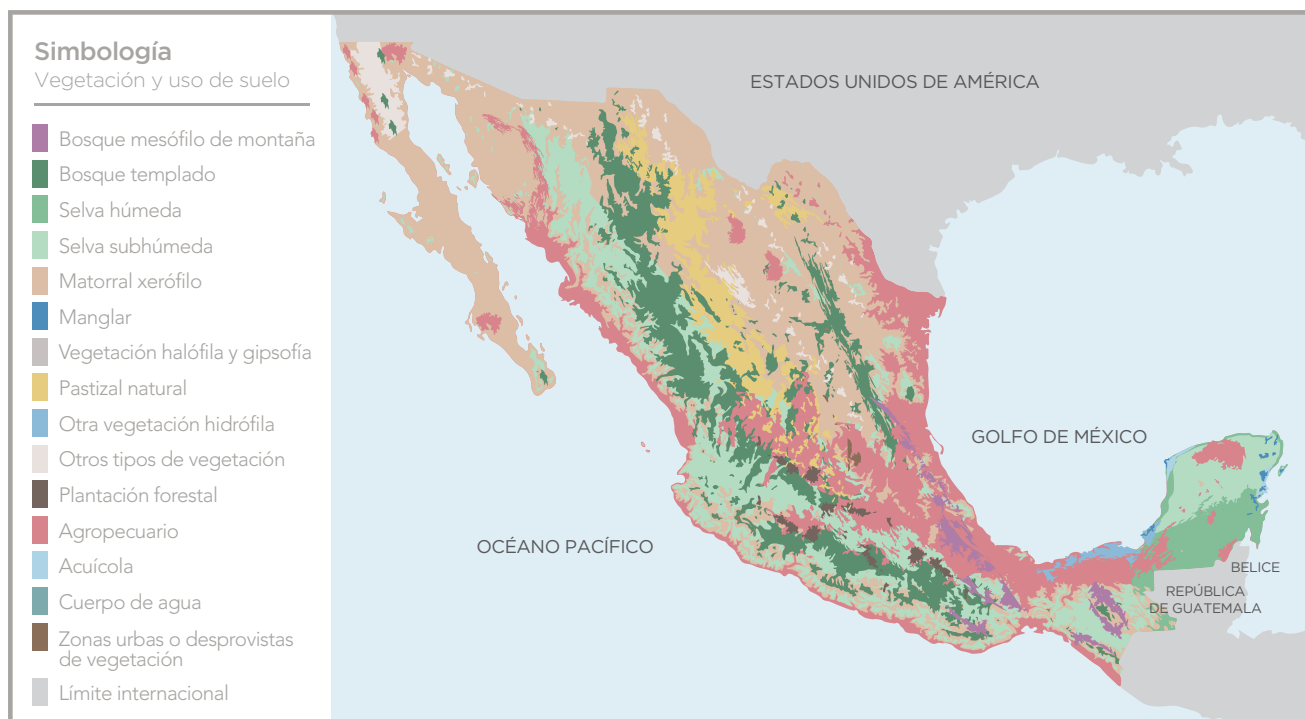 Simbología
Vegetación y uso de suelo
Bosque mesófilo de montaña
Bosque templado
Selva húmeda
Selva subhúmeda
Matorral xerófilo
Manglar
Vegetación halófila y gipsofía
Pastizal natural
Otra vegetación hidrófila
Otros tipos de vegetación
Plantación forestal
Agropecuario
Acuícola
Cuerpo de agua
Zonas urbas o desprovistas
de vegetación
Límite internacional
ESTADOS UNIDOS DE AMÉRICA
GOLFO DE MÉXICO
OCÉANO PACÍFICO
BELICE
REPÚBLICA
DE GUATEMALA